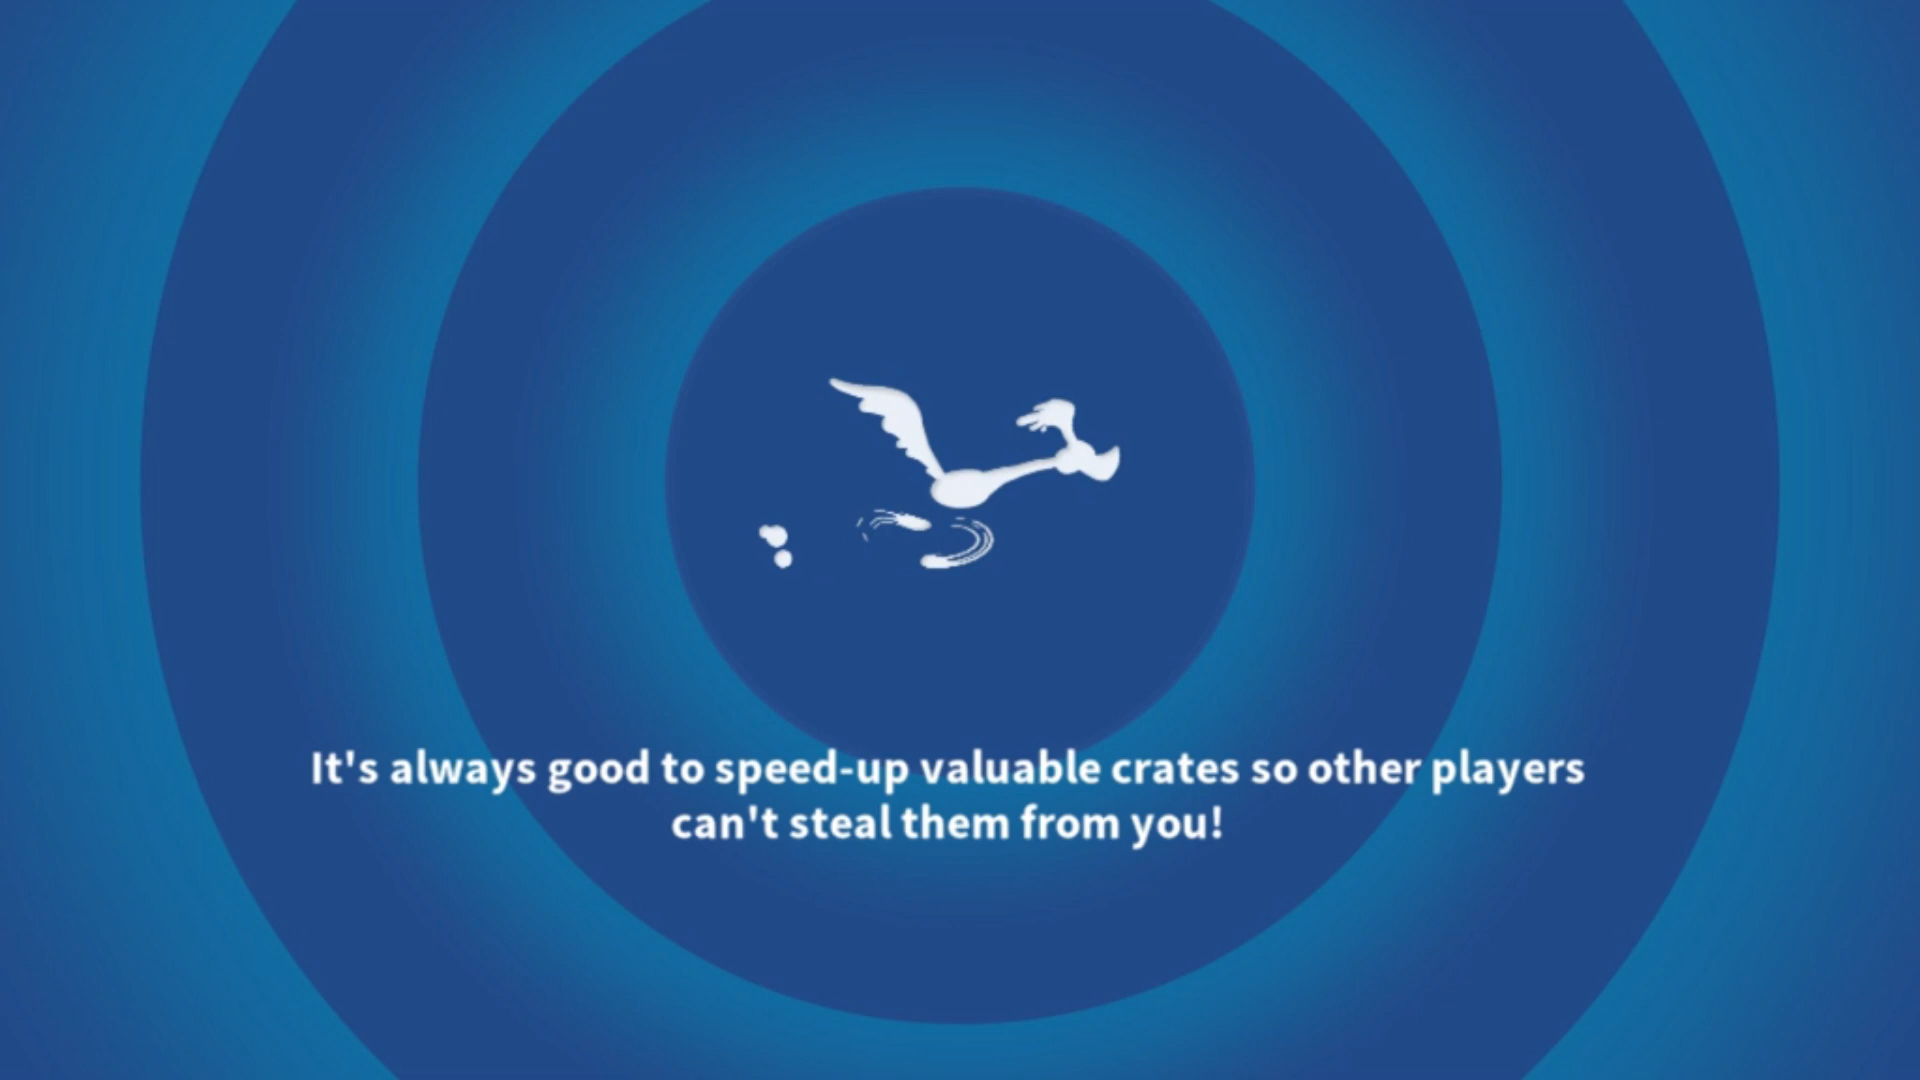 It's always good to speed-up valuable crates so other players
can't steal them from you!